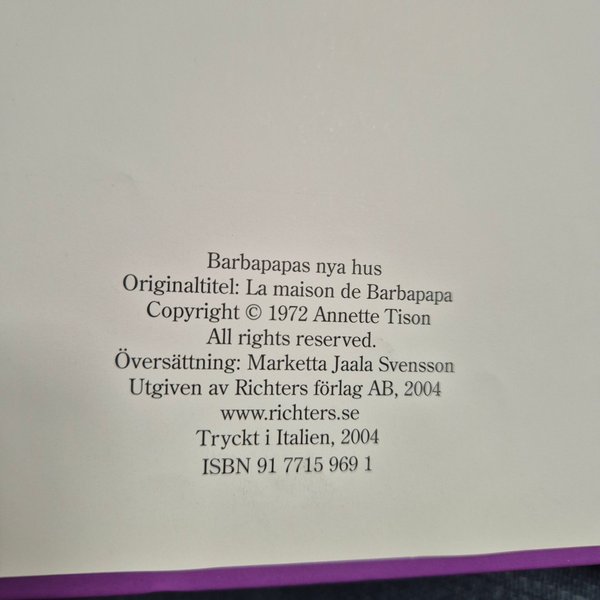 Barbapapas nya hus
Originaltitel: La maison de Barbapapa
Copyright © 1972 Annette Tison
All rights reserved.
Översättning: Marketta Jaala Svensson
Utgiven av Richters förlag AB, 2004
www.richters.se
Tryckt i Italien, 2004
ISBN 91 7715 969 1